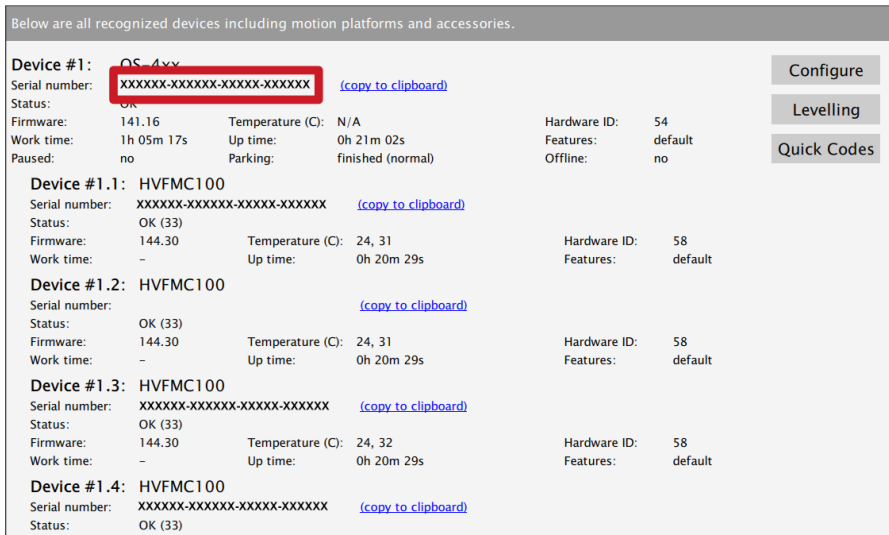 Below are all recognized devices including motion platforms and accessories.
Device #1: QS-4xx
Serial number: XXXXXX-XXXXXX-XXXXX-XXXXXX (copy to clipboard)
Configure
Status: OK
Levelling
Firmware: 141.16 Temperature (C): N/A Hardware ID: 54
Work time: 1h 05m 17s Up time: 0h 21m 02s Features: default
Quick Codes
Paused: no Parking: finished (normal) Offline: no
Device #1.1: HVFMC100
Serial number: XXXXXX-XXXXXX-XXXXX-XXXXXX (copy to clipboard)
Status: OK (33)
Firmware: 144.30 Temperature (C): 24, 31 Hardware ID: 58
Work time: – Up time: 0h 20m 29s Features: default
Device #1.2: HVFMC100
Serial number: (copy to clipboard)
Status: OK (33)
Firmware: 144.30 Temperature (C): 24, 31 Hardware ID: 58
Work time: – Up time: 0h 20m 29s Features: default
Device #1.3: HVFMC100
Serial number: XXXXXX-XXXXXX-XXXXX-XXXXXX (copy to clipboard)
Status: OK (33)
Firmware: 144.30 Temperature (C): 24, 32 Hardware ID: 58
Work time: – Up time: 0h 20m 29s Features: default
Device #1.4: HVFMC100
Serial number: XXXXXX-XXXXXX-XXXXX-XXXXXX (copy to clipboard)
Status: OK (33)